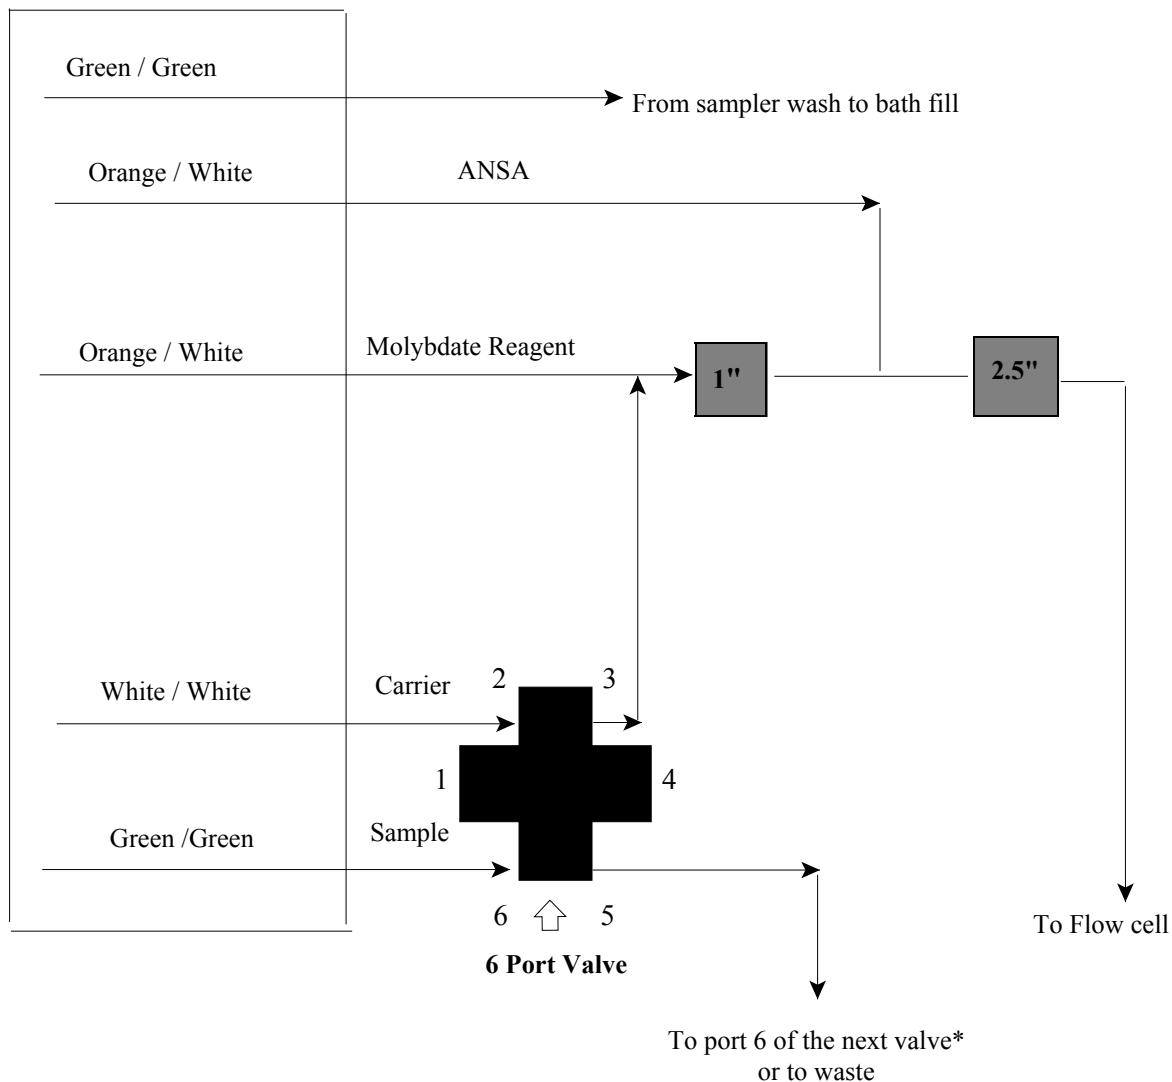 Green / Green
From sampler wash to bath fill
Orange / White
ANSA
Orange / White
Molybdate Reagent
1"
2.5"
White / White
Carrier
2
3
1
4
Green /Green
Sample
6
5
6 Port Valve
To Flow cell
To port 6 of the next valve*
or to waste